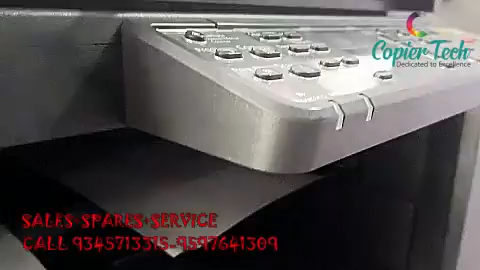 Copier Tech
Dedicated to Excellence
SALES-SPARES-SERVICE
CALL 9345713315-9597641309